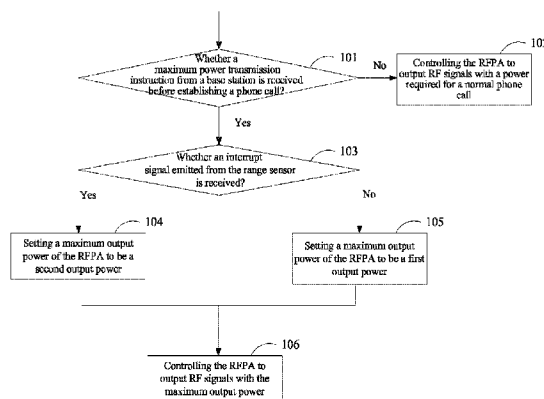 Whether a
maximum power transmission
instruction from a base station is received
before establishing a phone call?
101
No
Controlling the RFPA to
output RF signals with a power
required for a normal phone
call
Yes
103
Whether an interrupt
signal emitted from the range sensor
is received?
Yes
No
104
105
Setting a maximum output
power of the RFPA to be a
second output power
Setting a maximum output
power of the RFPA to be a first
output power
106
Controlling the RFPA to
output RF signals with the
maximum output power